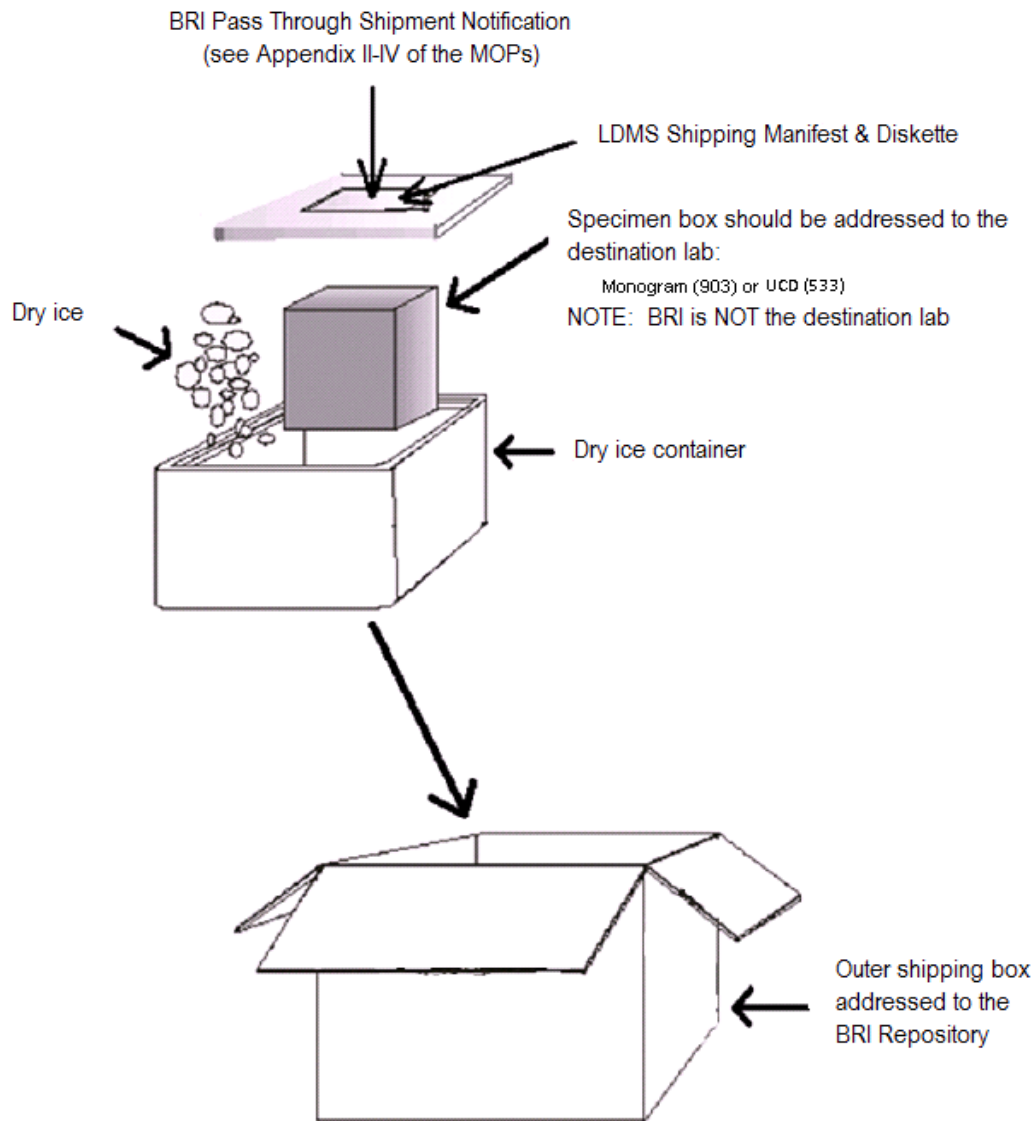 BRI Pass Through Shipment Notification
(see Appendix II-IV of the MOPs)
LDMS Shipping Manifest & Diskette
Specimen box should be addressed to the
destination lab:
Monogram (903) or UCD (533)
NOTE: BRI is NOT the destination lab
Dry ice
Dry ice container
Outer shipping box
addressed to the
BRI Repository